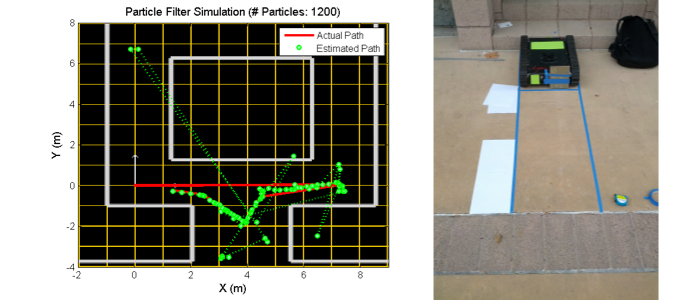 Particle Filter Simulation (# Particles: 1200)
Actual Path
Estimated Path
8
6
4
2
0
-2
-4
Y (m)
-2
0
2
4
6
8
X (m)